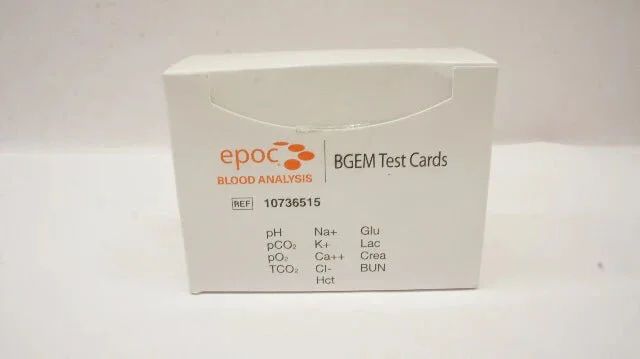 epoc
BLOOD ANALYSIS
BGEM Test Cards
REF 10736515
pH Na+ Glu
pCO₂ K+ Lac
pO₂ Ca++ Crea
TCO₂ Cl- BUN
Hct